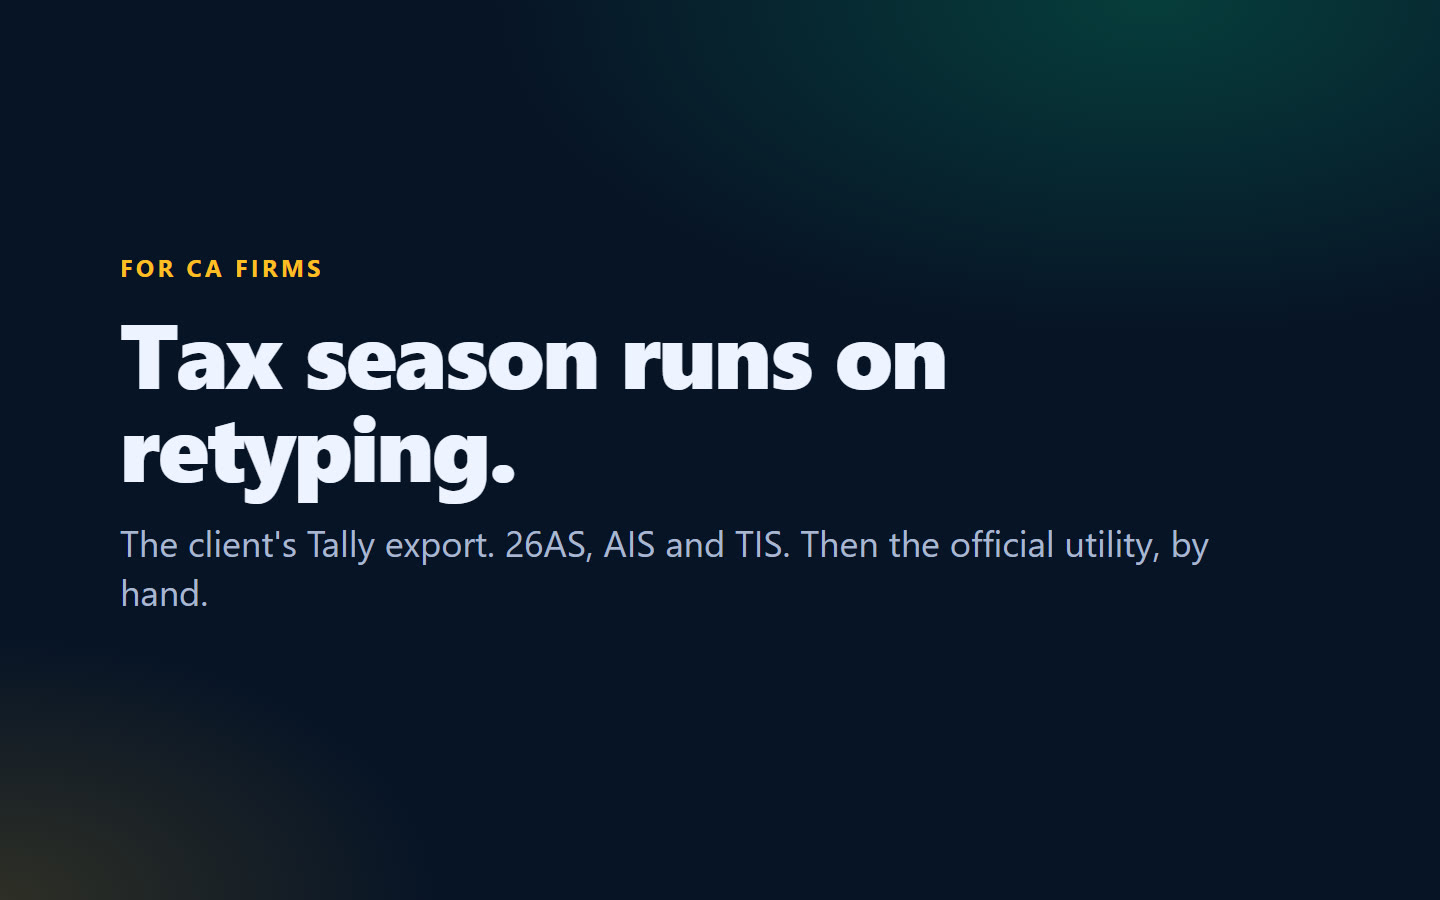 FOR CA FIRMS
Tax season runs on
retyping.
The client's Tally export. 26AS, AIS and TIS. Then the official utility, by
hand.